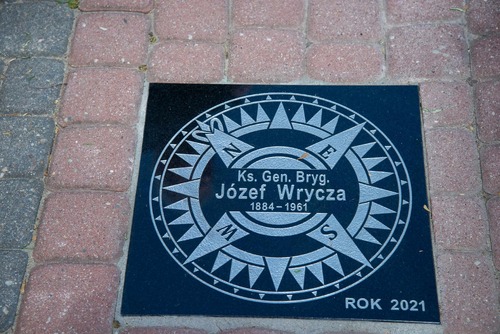 N
E
Ks. Gen. Bryg.
Józef Wrycza
1884-1961
W
S
ROK 2021